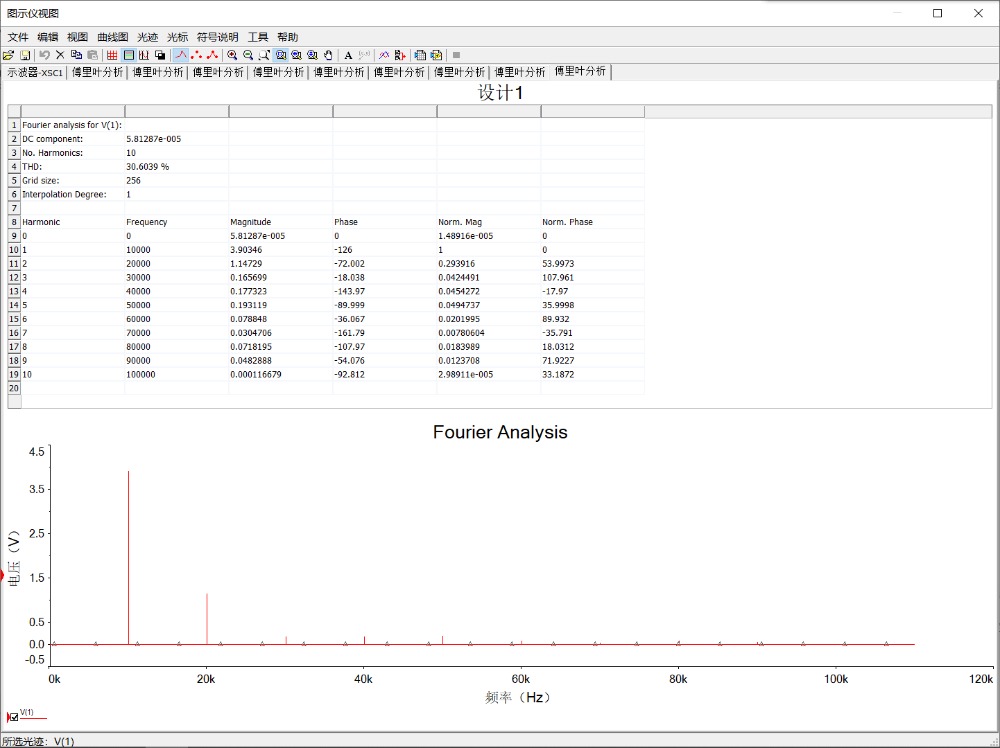 图示仪视图
文件 编辑 视图 曲线图 光迹 光标 符号说明 工具 帮助
示波器-XSC1 傅里叶分析 傅里叶分析 傅里叶分析 傅里叶分析 傅里叶分析 傅里叶分析 傅里叶分析 傅里叶分析 傅里叶分析
设计1
1 Fourier analysis for V(1):
2 DC component: 5.81287e-005
3 No. Harmonics: 10
4 THD: 30.6039 %
5 Grid size: 256
6 Interpolation Degree: 1
7
8 Harmonic Frequency Magnitude Phase Norm. Mag Norm. Phase
9 0 0 5.81287e-005 0 1.48916e-005 0
10 1 10000 3.90346 -126 1 0
11 2 20000 1.14729 -72.002 0.293916 53.9973
12 3 30000 0.165699 -18.038 0.0424491 107.961
13 4 40000 0.177323 -143.97 0.0454272 -17.97
14 5 50000 0.193119 -89.999 0.0494737 35.9998
15 6 60000 0.078848 -36.067 0.0201995 89.932
16 7 70000 0.0304706 -161.79 0.00780604 -35.791
17 8 80000 0.0718195 -107.97 0.0183989 18.0312
18 9 90000 0.0482888 -54.076 0.0123708 71.9227
19 10 100000 0.000116679 -92.812 2.98911e-005 33.1872
20
Fourier Analysis
4.5
3.5
2.5
1.5
0.5
0.0
-0.5
电压（V）
0k 20k 40k 60k 80k 100k 120k
频率（Hz）
V(1)
所选光迹：V(1)